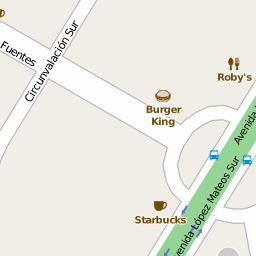 Fuentes
Circunvalación Sur
Roby's
Burger
King
Avenida
Starbucks
Avenida López Mateos Sur